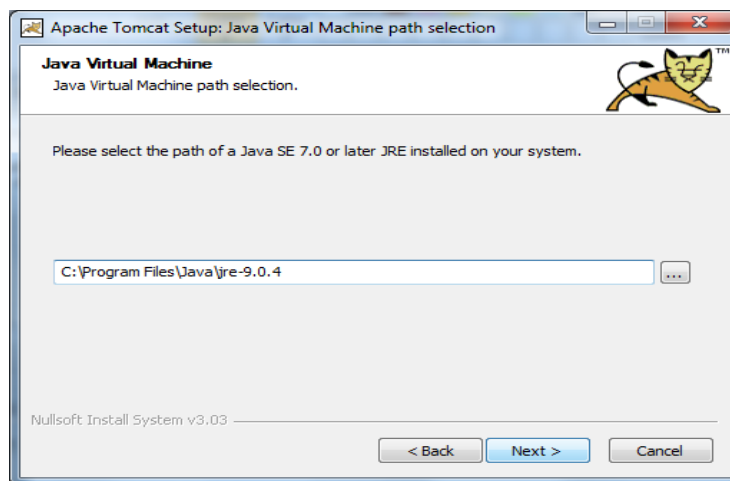 Apache Tomcat Setup: Java Virtual Machine path selection
Java Virtual Machine
Java Virtual Machine path selection.
TM
Please select the path of a Java SE 7.0 or later JRE installed on your system.
C:\Program Files\Java\jre-9.0.4
...
Nullsoft Install System v3.03
< Back
Next >
Cancel